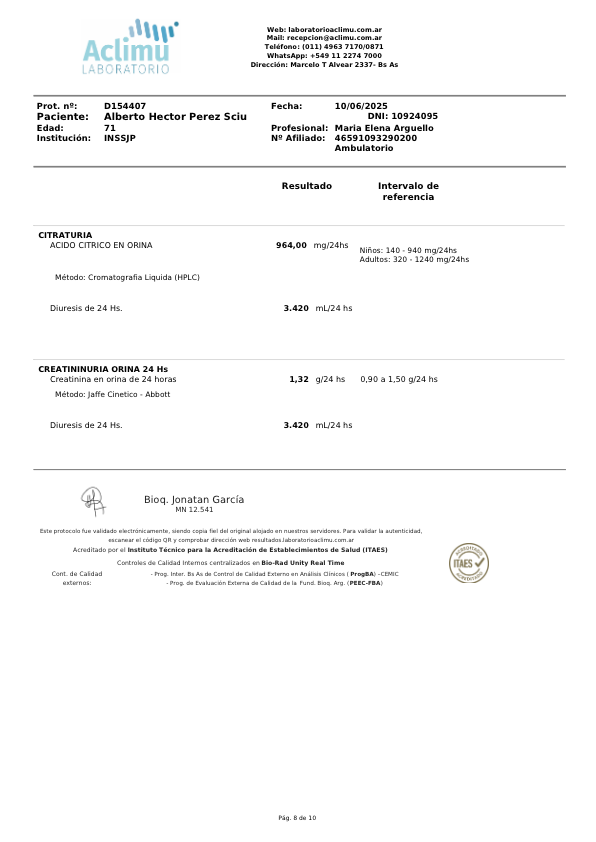 Aclimu
LABORATORIO
Web: laboratorioaclimu.com.ar
Mail: recepcion@aclimu.com.ar
Teléfono: (011) 4963 7170/0871
WhatsApp: +549 11 2274 7000
Dirección: Marcelo T Alvear 2337- Bs As
Prot. nº: D154407 Fecha: 10/06/2025
Paciente: Alberto Hector Perez Sciu DNI: 10924095
Edad: 71 Profesional: Maria Elena Arguello
Institución: INSSJP Nº Afiliado: 46591093290200
Ambulatorio
Resultado Intervalo de
referencia
CITRATURIA
ACIDO CITRICO EN ORINA 964,00 mg/24hs
Niños: 140 - 940 mg/24hs
Adultos: 320 - 1240 mg/24hs
Método: Cromatografia Liquida (HPLC)
Diuresis de 24 Hs. 3.420 mL/24 hs
CREATININURIA ORINA 24 Hs
Creatinina en orina de 24 horas 1,32 g/24 hs 0,90 a 1,50 g/24 hs
Método: Jaffe Cinetico - Abbott
Diuresis de 24 Hs. 3.420 mL/24 hs
Bioq. Jonatan García
MN 12.541
Este protocolo fue validado electrónicamente, siendo copia fiel del original alojado en nuestros servidores. Para validar la autenticidad,
escanear el código QR y comprobar dirección web resultados.laboratorioaclimu.com.ar
Acreditado por el Instituto Técnico para la Acreditación de Establecimientos de Salud (ITAES)
Controles de Calidad Internos centralizados en Bio-Rad Unity Real Time
Cont. de Calidad
externos:
- Prog. Inter. Bs As de Control de Calidad Externo en Análisis Clínicos ( ProgBA) -CEMIC
- Prog. de Evaluación Externa de Calidad de la Fund. Bioq. Arg. (PEEC-FBA)
ACREDITADO
ITAES
ACREDITADO
Pág. 8 de 10